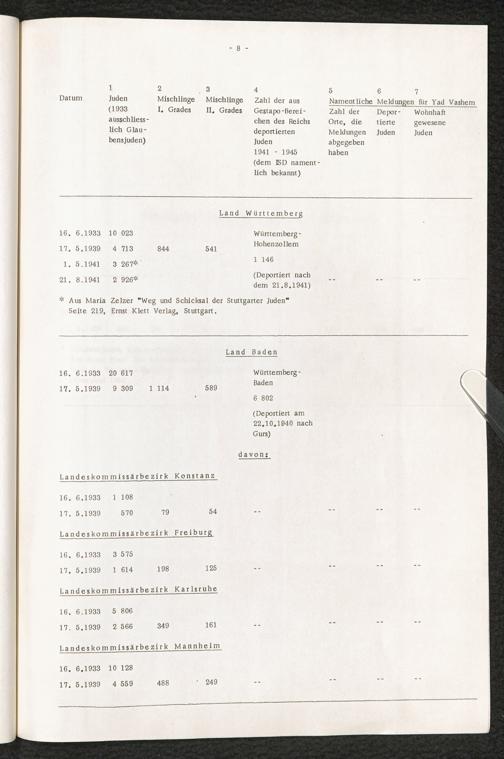 - 8 -
1 2 3 4 5 6 7
Datum Juden Mischlinge Mischlinge Zahl der aus Namentliche Meldungen für Yad Vashem
(1933 I. Grades II. Grades Gestapo-Berei- Zahl der Depor- Wohnhaft
ausschliess- chen des Reichs Orte, die tierte gewesene
lich Glau- deportierten Meldungen Juden Juden
bensjuden) Juden abgegeben
1941 - 1945 haben
(dem ISD nament-
lich bekannt)
Land Württemberg
16. 6.1933 10 023 Württemberg-
Hohenzollern
17. 5.1939 4 713 844 541
1. 5.1941 3 267* 1 146
21. 8.1941 2 926* (Deportiert nach -- -- --
dem 21.8.1941)
* Aus Maria Zelzer "Weg und Schicksal der Stuttgarter Juden"
Seite 219, Ernst Klett Verlag, Stuttgart.
Land Baden
16. 6.1933 20 617 Württemberg-
17. 5.1939 9 309 1 114 589 Baden
6 802
(Deportiert am
22.10.1940 nach
Gurs)
davon:
Landeskommissärbezirk Konstanz
16. 6.1933 1 108
17. 5.1939 570 79 54 -- -- -- --
Landeskommissärbezirk Freiburg
16. 6.1933 3 575
17. 5.1939 1 614 198 125 -- -- -- --
Landeskommissärbezirk Karlsruhe
16. 6.1933 5 806
17. 5.1939 2 566 349 161 -- -- -- --
Landeskommissärbezirk Mannheim
16. 6.1933 10 128
17. 5.1939 4 559 488 249 -- -- -- --